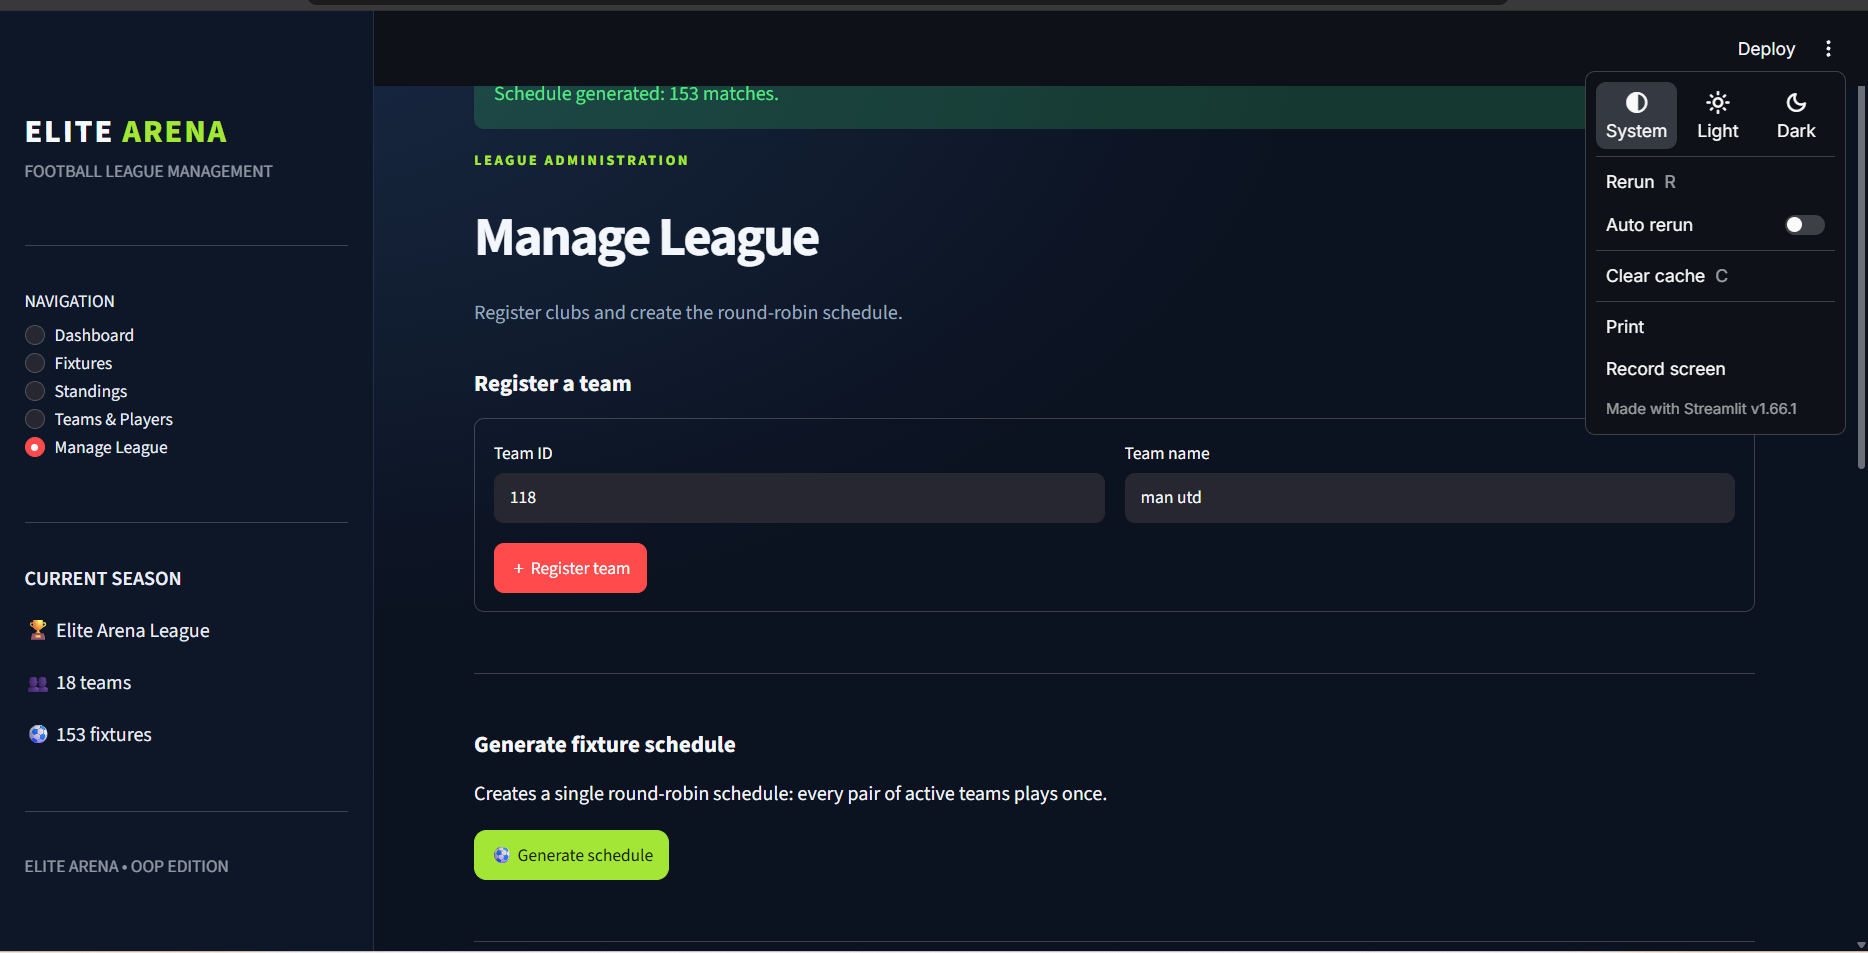 ELITE ARENA
FOOTBALL LEAGUE MANAGEMENT
NAVIGATION
Dashboard
Fixtures
Standings
Teams & Players
Manage League
CURRENT SEASON
Elite Arena League
18 teams
153 fixtures
ELITE ARENA • OOP EDITION
Deploy
Schedule generated: 153 matches.
LEAGUE ADMINISTRATION
Manage League
Register clubs and create the round-robin schedule.
Register a team
Team ID
118
Team name
man utd
+ Register team
Generate fixture schedule
Creates a single round-robin schedule: every pair of active teams plays once.
Generate schedule
System Light Dark
Rerun R
Auto rerun
Clear cache C
Print
Record screen
Made with Streamlit v1.66.1